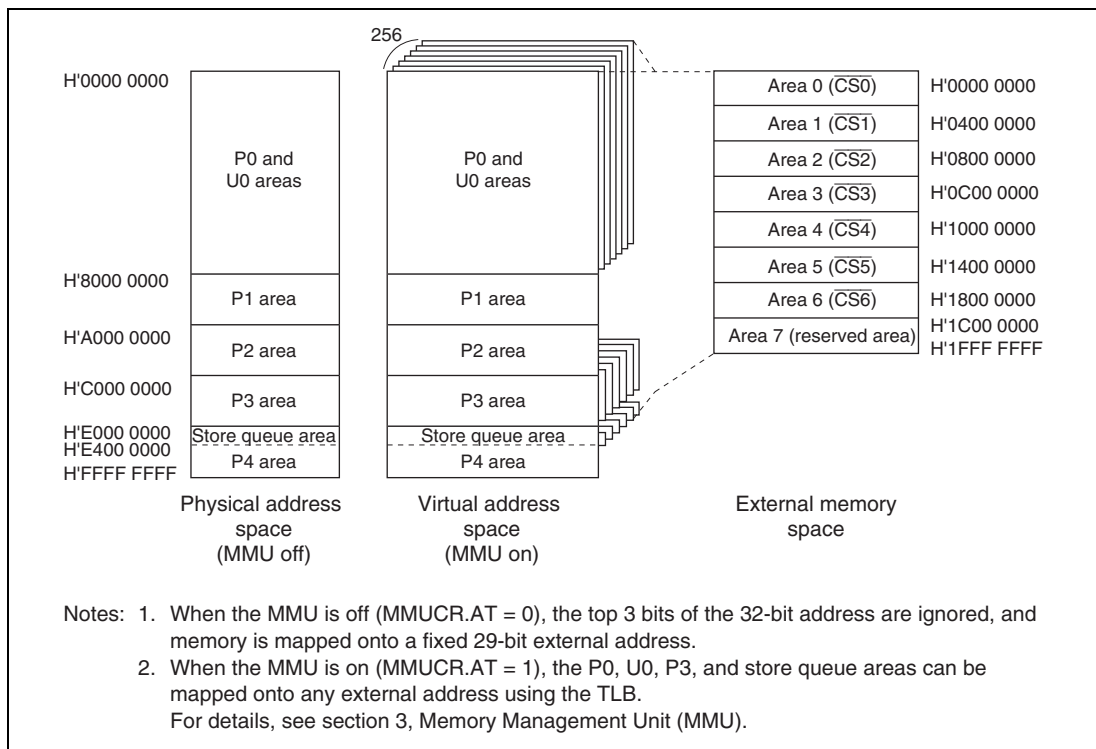 256
H'0000 0000
P0 and
U0 areas
H'8000 0000
P1 area
H'A000 0000
P2 area
H'C000 0000
P3 area
H'E000 0000
Store queue area
H'E400 0000
P4 area
H'FFFF FFFF
Physical address
space
(MMU off)
P0 and
U0 areas
P1 area
P2 area
P3 area
Store queue area
P4 area
Virtual address
space
(MMU on)
Area 0 (CS0) H'0000 0000
Area 1 (CS1) H'0400 0000
Area 2 (CS2) H'0800 0000
Area 3 (CS3) H'0C00 0000
Area 4 (CS4) H'1000 0000
Area 5 (CS5) H'1400 0000
Area 6 (CS6) H'1800 0000
Area 7 (reserved area) H'1C00 0000
H'1FFF FFFF
External memory
space
Notes: 1. When the MMU is off (MMUCR.AT = 0), the top 3 bits of the 32-bit address are ignored, and
memory is mapped onto a fixed 29-bit external address.
2. When the MMU is on (MMUCR.AT = 1), the P0, U0, P3, and store queue areas can be
mapped onto any external address using the TLB.
For details, see section 3, Memory Management Unit (MMU).